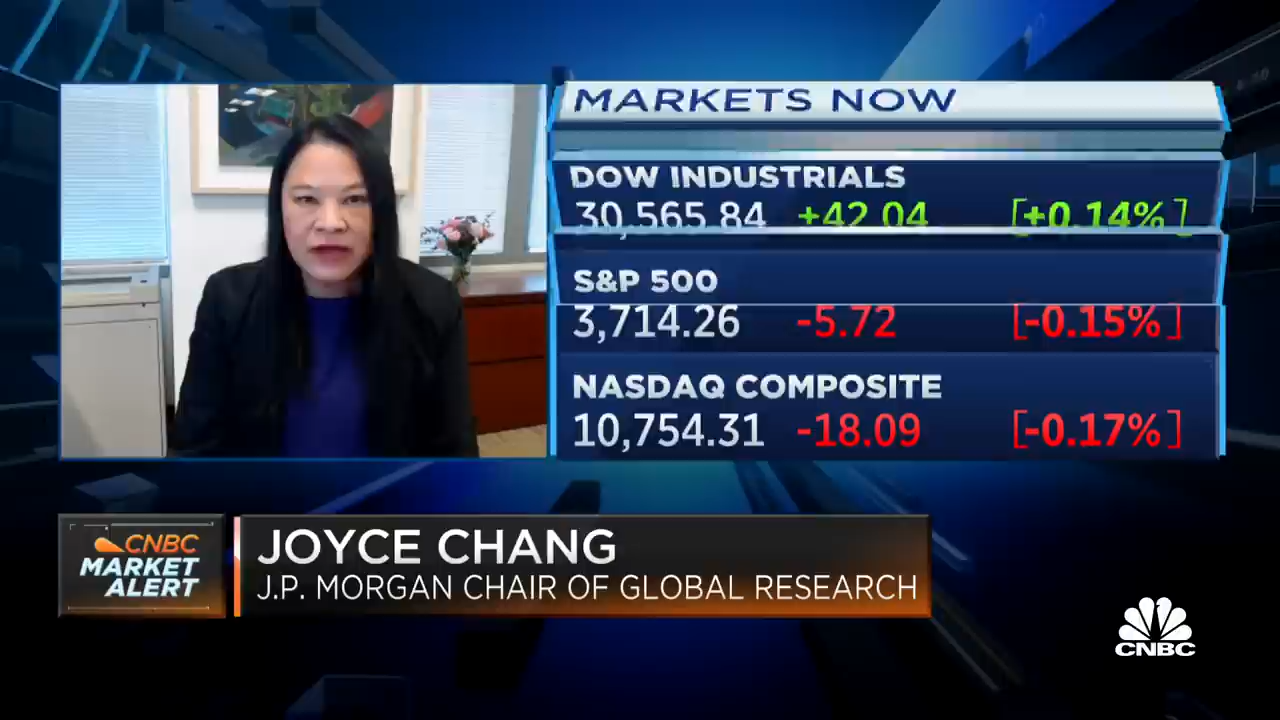 MARKETS NOW
DOW INDUSTRIALS
30,565.84 +42.04 [+0.14%]
S&P 500
3,714.26 -5.72 [-0.15%]
NASDAQ COMPOSITE
10,754.31 -18.09 [-0.17%]
CNBC
MARKET
ALERT
JOYCE CHANG
J.P. MORGAN CHAIR OF GLOBAL RESEARCH
CNBC